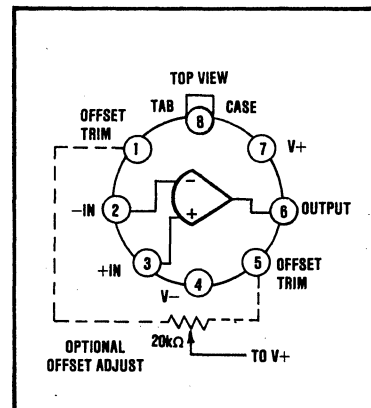 TOP VIEW
TAB 8 CASE
OFFSET
TRIM
1
7 V+
−IN 2
−
+
6 OUTPUT
+IN 3
5 OFFSET
TRIM
V− 4
20kΩ
TO V+
OPTIONAL
OFFSET ADJUST